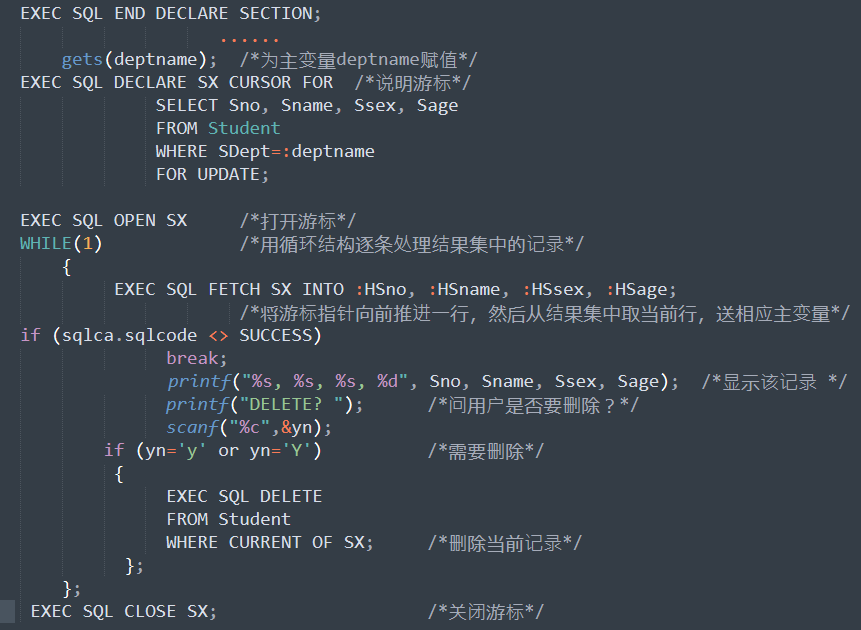 EXEC SQL END DECLARE SECTION;
......
gets(deptname); /*为主变量deptname赋值*/
EXEC SQL DECLARE SX CURSOR FOR /*说明游标*/
SELECT Sno, Sname, Ssex, Sage
FROM Student
WHERE SDept=:deptname
FOR UPDATE;
EXEC SQL OPEN SX /*打开游标*/
WHILE(1) /*用循环结构逐条处理结果集中的记录*/
{
EXEC SQL FETCH SX INTO :HSno, :HSname, :HSsex, :HSage;
/*将游标指针向前推进一行, 然后从结果集中取当前行, 送相应主变量*/
if (sqlca.sqlcode <> SUCCESS)
break;
printf("%s, %s, %s, %d", Sno, Sname, Ssex, Sage); /*显示该记录 */
printf("DELETE? "); /*问用户是否要删除？*/
scanf("%c",&yn);
if (yn='y' or yn='Y') /*需要删除*/
{
EXEC SQL DELETE
FROM Student
WHERE CURRENT OF SX; /*删除当前记录*/
};
};
EXEC SQL CLOSE SX; /*关闭游标*/